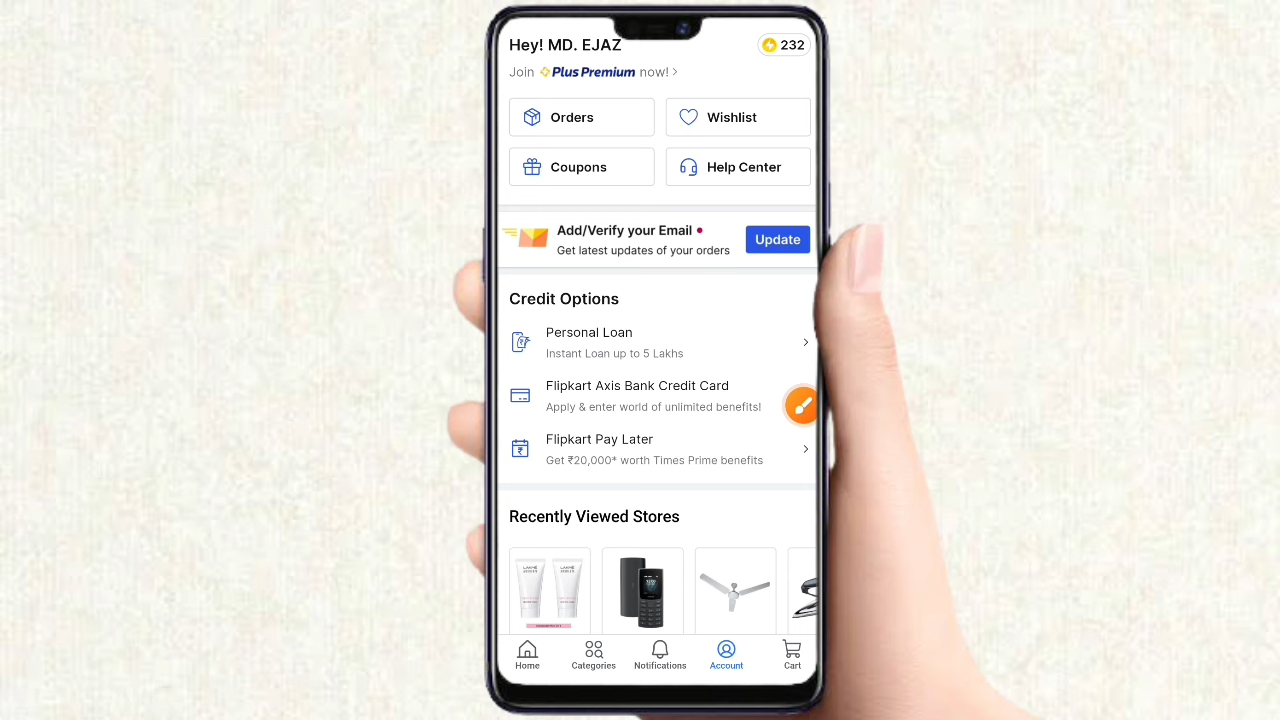 Hey! MD. EJAZ
232
Join Plus Premium now!
Orders
Wishlist
Coupons
Help Center
Add/Verify your Email
Get latest updates of your orders
Update
Credit Options
Personal Loan
Instant Loan up to 5 Lakhs
Flipkart Axis Bank Credit Card
Apply & enter world of unlimited benefits!
Flipkart Pay Later
Get ₹20,000* worth Times Prime benefits
Recently Viewed Stores
Home
Categories
Notifications
Account
Cart